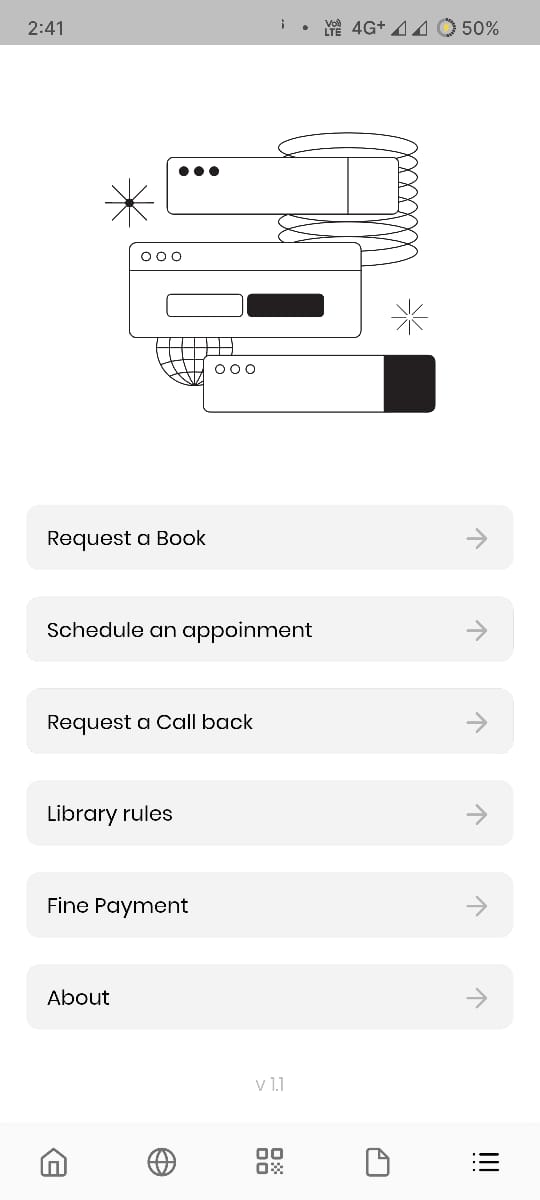 2:41
Vo) LTE 4G+ 50%
Request a Book
Schedule an appoinment
Request a Call back
Library rules
Fine Payment
About
v 1.1